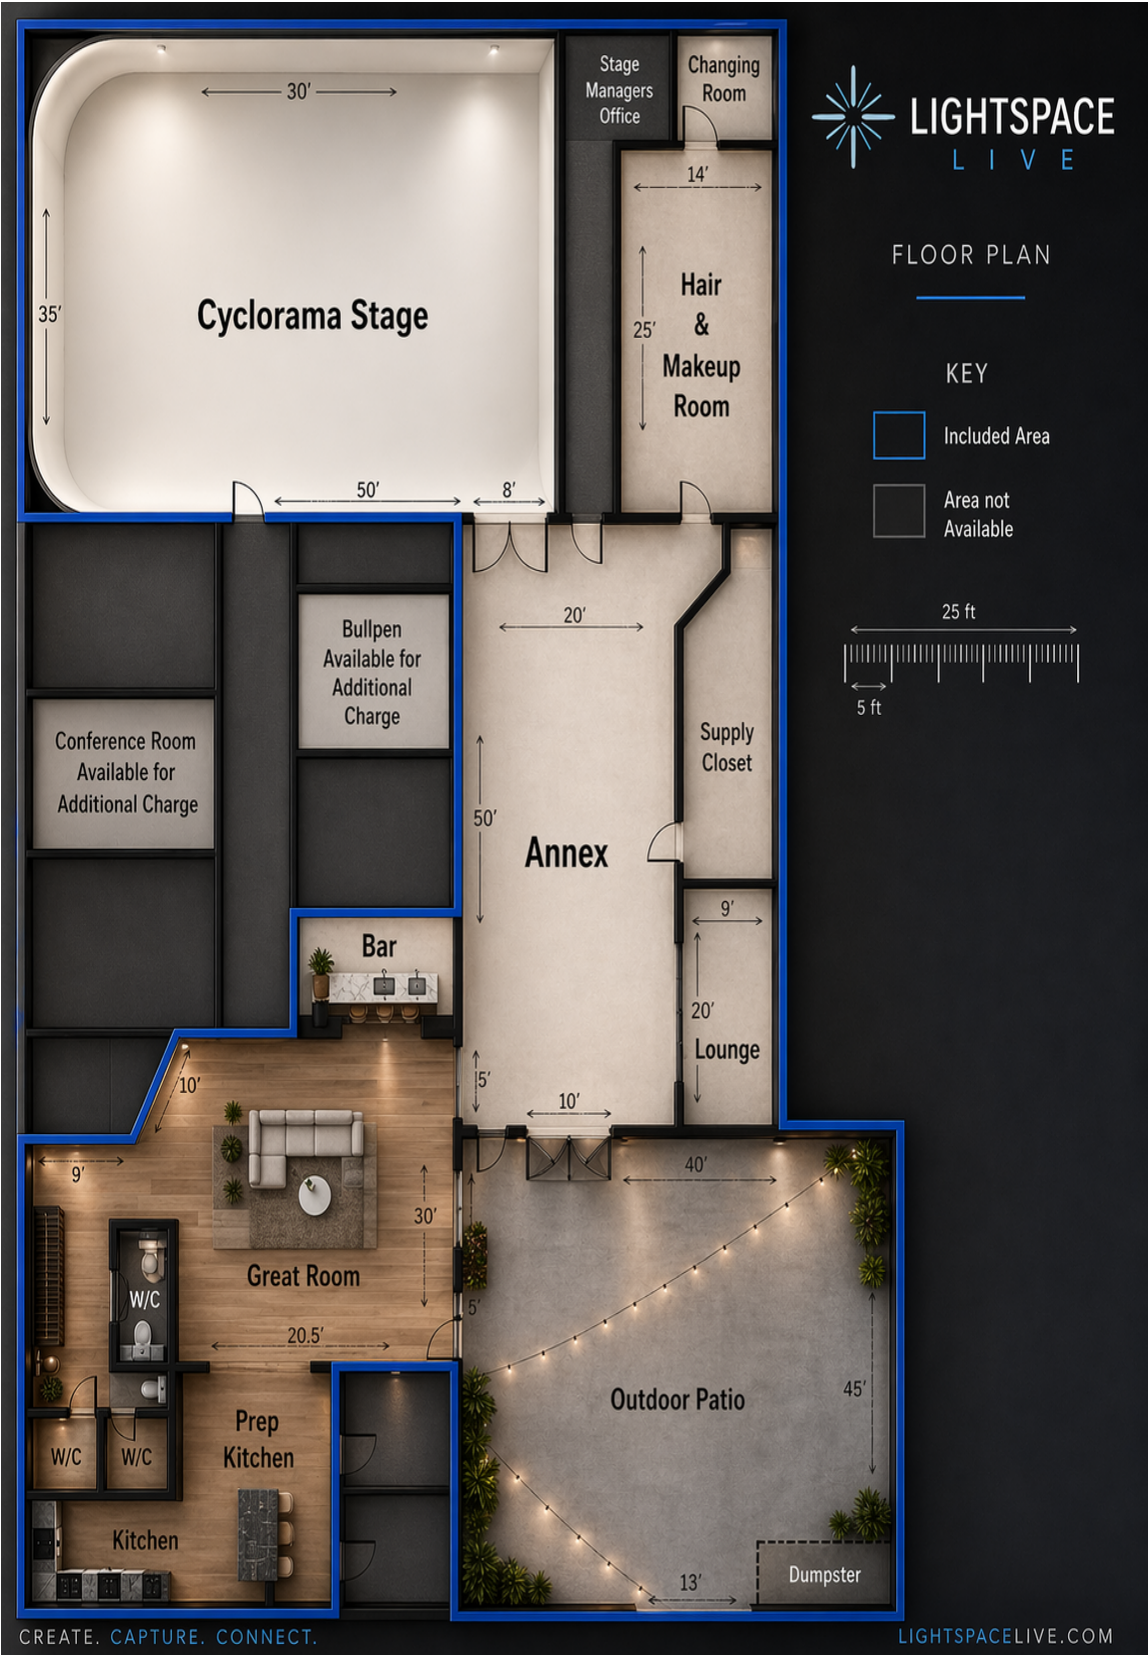 30'
Stage
Managers
Office
Changing
Room
LIGHTSPACE
LIVE
14'
FLOOR PLAN
35'
Cyclorama Stage
Hair
&
Makeup
Room
25'
KEY
Included Area
Area not
Available
50'
8'
20'
25 ft
5 ft
Bullpen
Available for
Additional
Charge
Conference Room
Available for
Additional Charge
Supply
Closet
50'
Annex
Bar
9'
20'
Lounge
10'
5'
10'
9'
40'
30'
W/C
Great Room
5'
20.5'
Outdoor Patio
45'
Prep
Kitchen
W/C
W/C
Kitchen
Dumpster
13'
CREATE. CAPTURE. CONNECT.
LIGHTSPACELIVE.COM